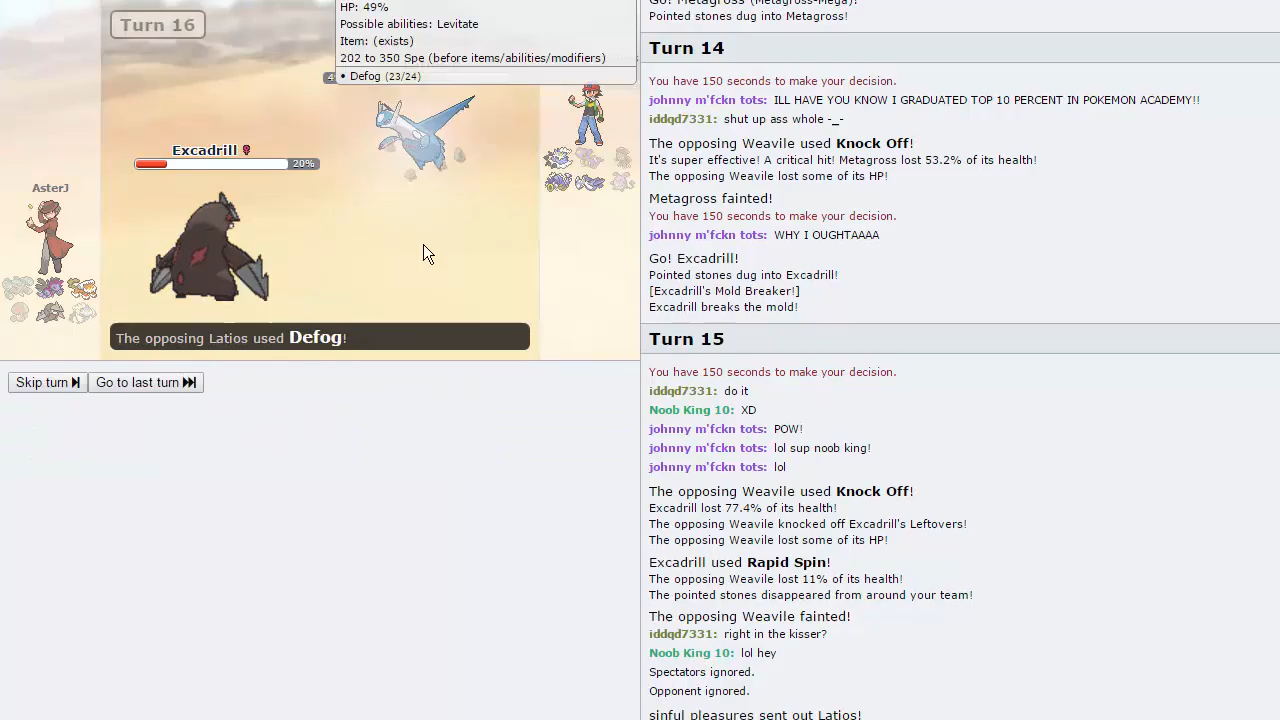 Turn 16
HP: 49%
Possible abilities: Levitate
Item: (exists)
202 to 350 Spe (before items/abilities/modifiers)
• Defog (23/24)
Excadrill
20%
AsterJ
The opposing Latios used Defog!
Skip turn
Go to last turn
Pointed stones dug into Metagross!
Turn 14
You have 150 seconds to make your decision.
johnny m'fckn tots: ILL HAVE YOU KNOW I GRADUATED TOP 10 PERCENT IN POKEMON ACADEMY!!
iddqd7331: shut up ass whole -_-
The opposing Weavile used Knock Off!
It's super effective! A critical hit! Metagross lost 53.2% of its health!
The opposing Weavile lost some of its HP!
Metagross fainted!
You have 150 seconds to make your decision.
johnny m'fckn tots: WHY I OUGHTAAAA
Go! Excadrill!
Pointed stones dug into Excadrill!
[Excadrill's Mold Breaker!]
Excadrill breaks the mold!
Turn 15
You have 150 seconds to make your decision.
iddqd7331: do it
Noob King 10: XD
johnny m'fckn tots: POW!
johnny m'fckn tots: lol sup noob king!
johnny m'fckn tots: lol
The opposing Weavile used Knock Off!
Excadrill lost 77.4% of its health!
The opposing Weavile knocked off Excadrill's Leftovers!
The opposing Weavile lost some of its HP!
Excadrill used Rapid Spin!
The opposing Weavile lost 11% of its health!
The pointed stones disappeared from around your team!
The opposing Weavile fainted!
iddqd7331: right in the kisser?
Noob King 10: lol hey
Spectators ignored.
Opponent ignored.
sinful pleasures sent out Latios!